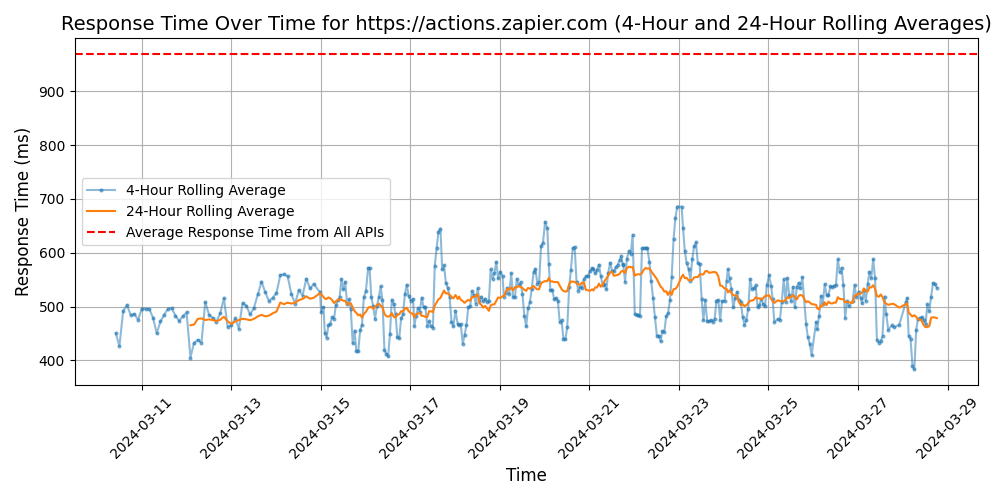 Response Time Over Time for https://actions.zapier.com (4-Hour and 24-Hour Rolling Averages)
Response Time (ms)
900
800
700
600
500
400
4-Hour Rolling Average
24-Hour Rolling Average
Average Response Time from All APIs
2024-03-11
2024-03-13
2024-03-15
2024-03-17
2024-03-19
2024-03-21
2024-03-23
2024-03-25
2024-03-27
2024-03-29
Time